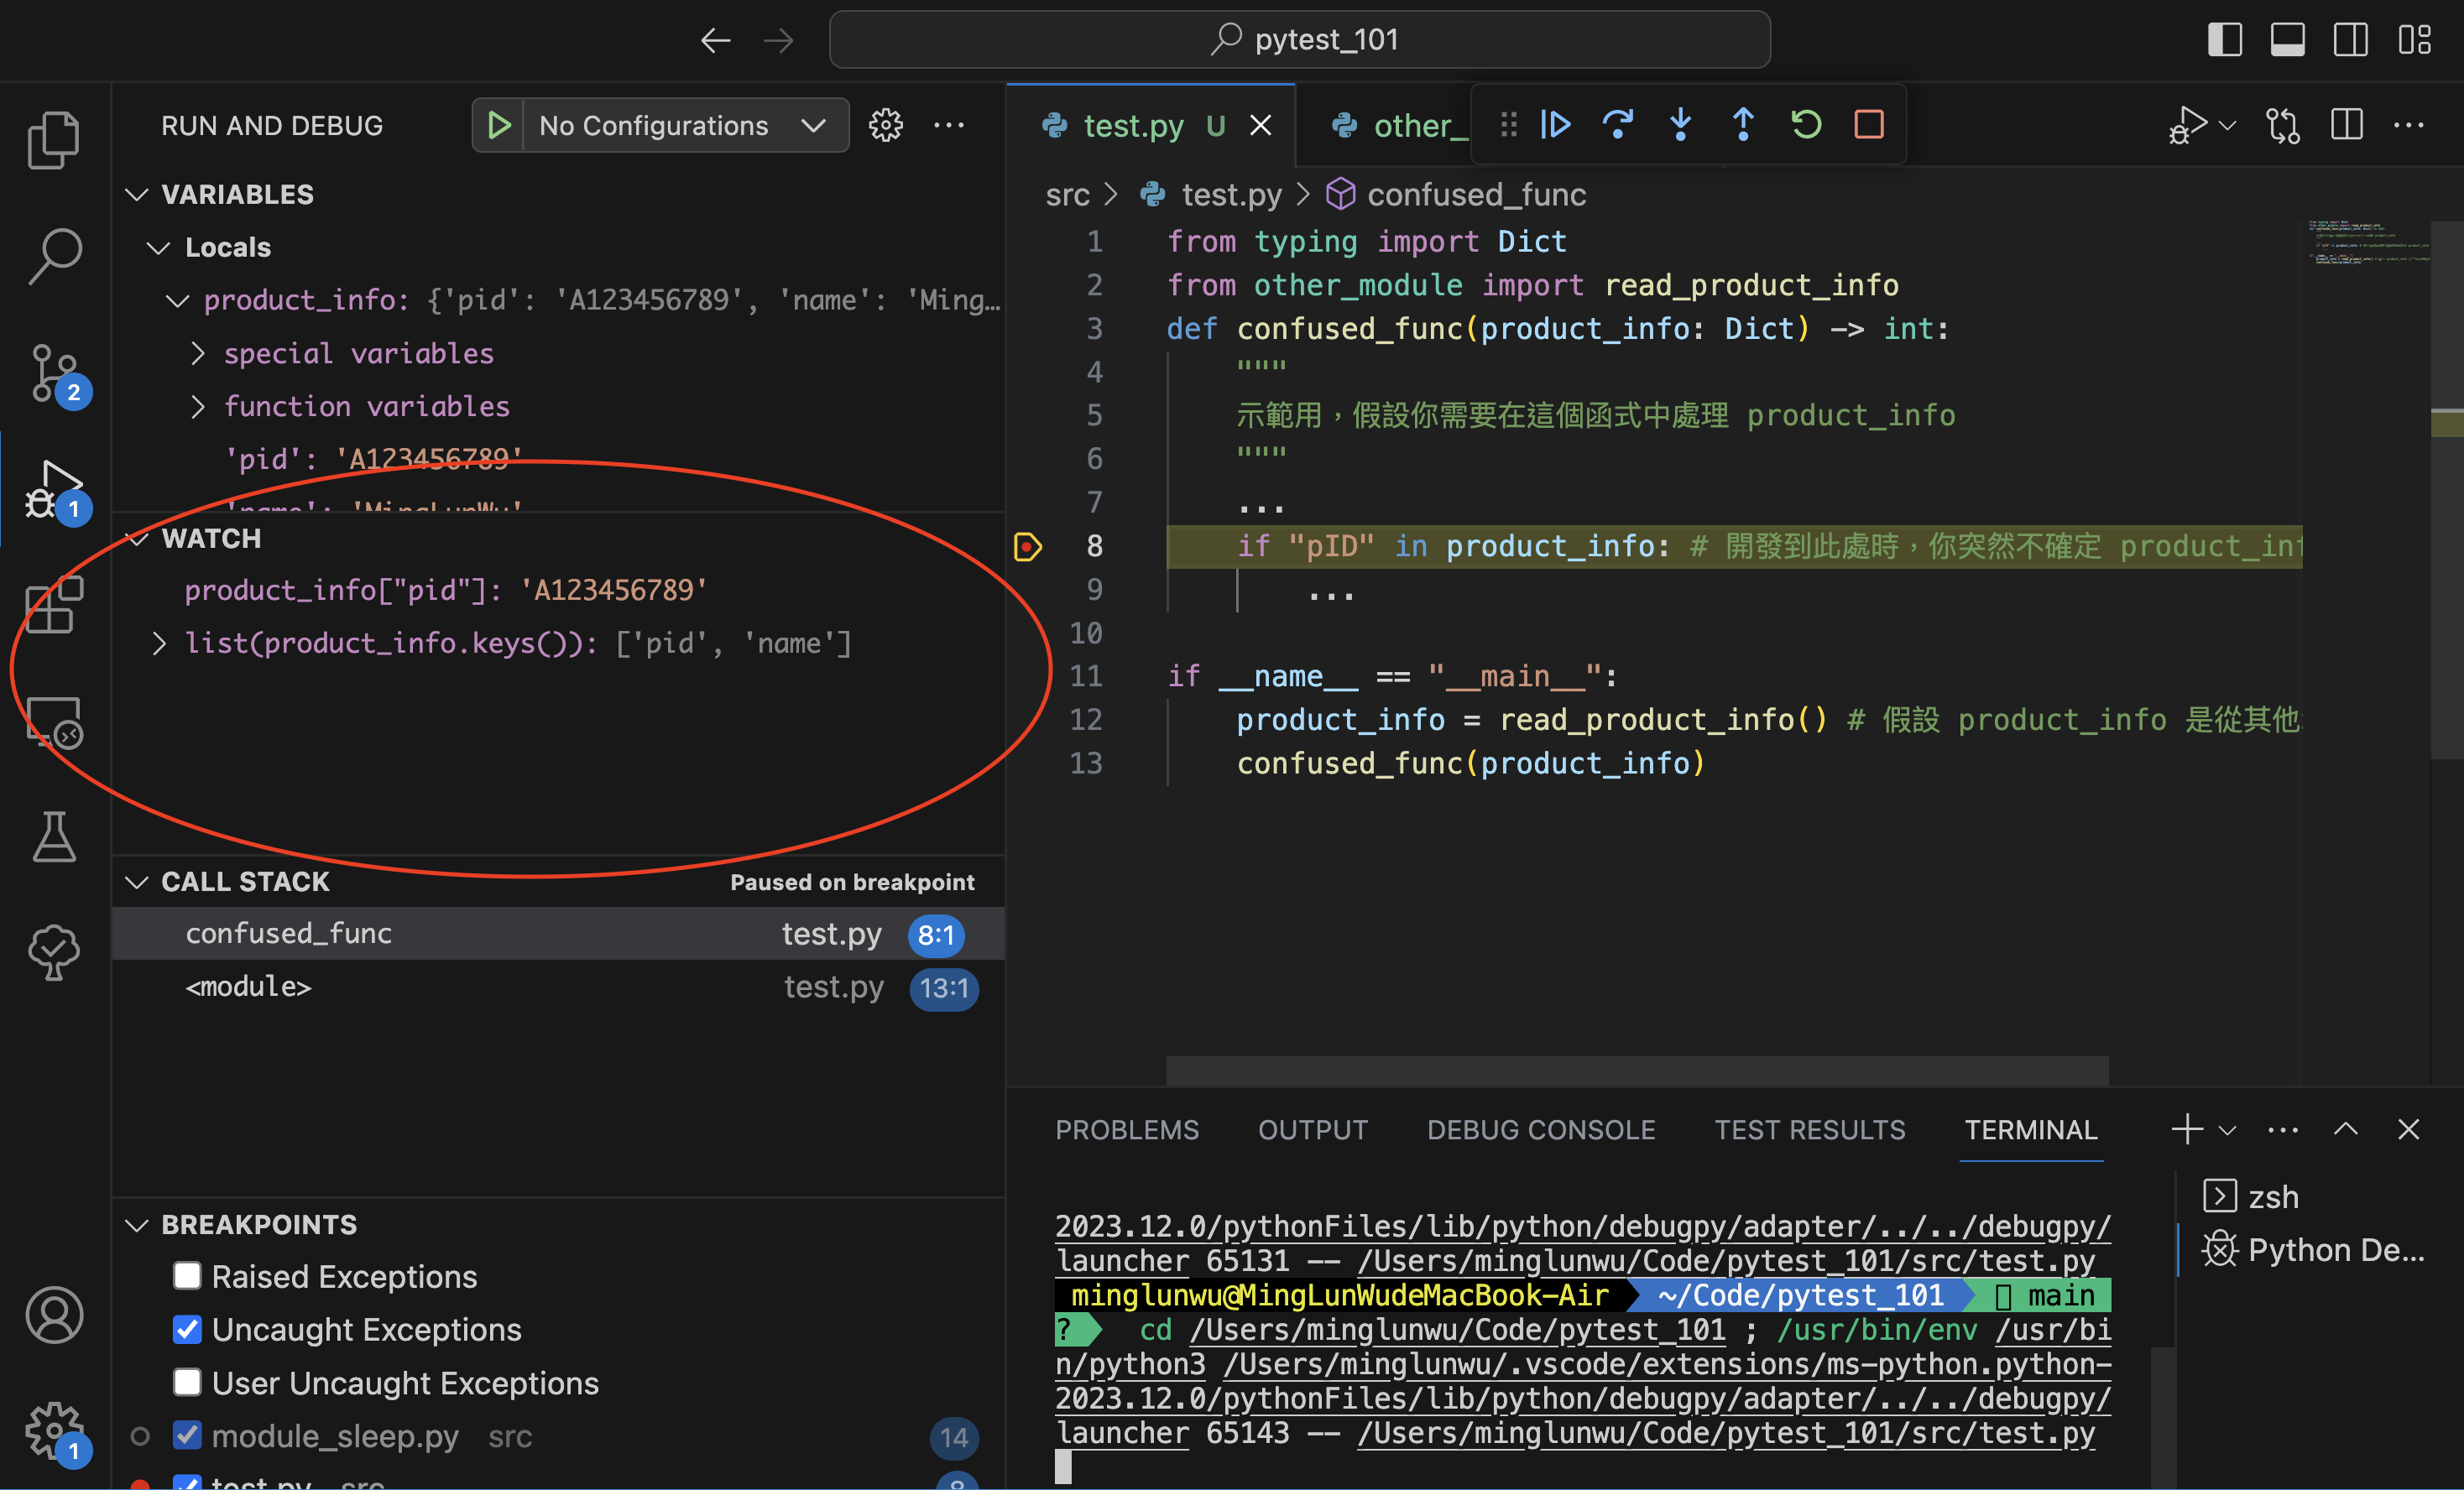 pytest_101
RUN AND DEBUG
No Configurations
VARIABLES
Locals
product_info: {'pid': 'A123456789', 'name': 'Ming…
special variables
function variables
'pid': 'A123456789'
'name': 'MingLunWu'
WATCH
product_info["pid"]: 'A123456789'
list(product_info.keys()): ['pid', 'name']
CALL STACK
Paused on breakpoint
confused_func test.py 8:1
<module> test.py 13:1
BREAKPOINTS
Raised Exceptions
Uncaught Exceptions
User Uncaught Exceptions
module_sleep.py src 14
test.py src 8
2
1
1
test.py U
other_
src > test.py > confused_func
1 from typing import Dict
2 from other_module import read_product_info
3 def confused_func(product_info: Dict) -> int:
4 """
5 示範用，假設你需要在這個函式中處理 product_info
6 """
7 ...
8 if "pID" in product_info: # 開發到此處時，你突然不確定 product_inf
9 ...
10
11 if __name__ == "__main__":
12 product_info = read_product_info() # 假設 product_info 是從其他
13 confused_func(product_info)
PROBLEMS OUTPUT DEBUG CONSOLE TEST RESULTS TERMINAL
2023.12.0/pythonFiles/lib/python/debugpy/adapter/../../debugpy/
launcher 65131 -- /Users/minglunwu/Code/pytest_101/src/test.py
minglunwu@MingLunWudeMacBook-Air ~/Code/pytest_101 main
? cd /Users/minglunwu/Code/pytest_101 ; /usr/bin/env /usr/bi
n/python3 /Users/minglunwu/.vscode/extensions/ms-python.python-
2023.12.0/pythonFiles/lib/python/debugpy/adapter/../../debugpy/
launcher 65143 -- /Users/minglunwu/Code/pytest_101/src/test.py
zsh
Python De...